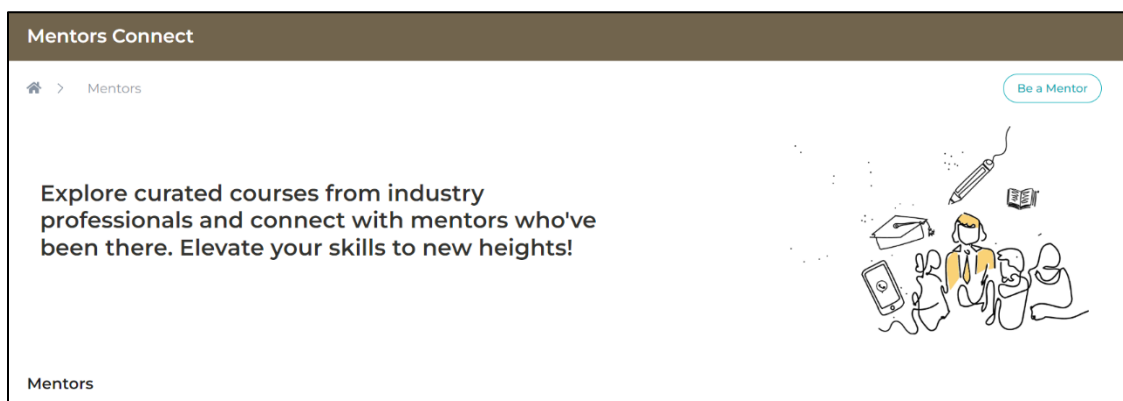 Mentors Connect
Mentors
Be a Mentor
Explore curated courses from industry
professionals and connect with mentors who've
been there. Elevate your skills to new heights!
Mentors